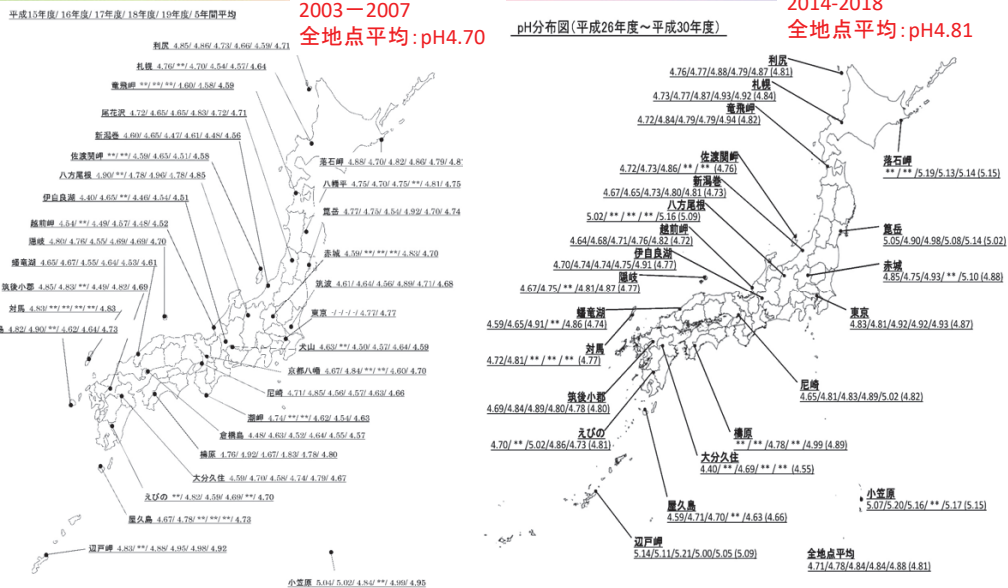 平成15年度/ 16年度/ 17年度/ 18年度/ 19年度/ 5年間平均
2003－2007
全地点平均：pH4.70
利尻 4.85/ 4.86/ 4.73/ 4.66/ 4.59/ 4.71
札幌 4.76/ **/ 4.70/ 4.54/ 4.57/ 4.64
竜飛岬 **/ **/ **/ 4.60/ 4.58/ 4.59
尾花沢 4.72/ 4.65/ 4.65/ 4.83/ 4.72/ 4.71
新潟巻 4.60/ 4.65/ 4.47/ 4.61/ 4.48/ 4.56
佐渡関岬 **/ **/ 4.59/ 4.65/ 4.51/ 4.58
八方尾根 4.90/ **/ 4.78/ 4.96/ 4.78/ 4.85
伊自良湖 4.40/ 4.65/ **/ 4.46/ 4.54/ 4.51
越前岬 4.54/ **/ 4.49/ 4.57/ 4.48/ 4.52
隠岐 4.80/ 4.76/ 4.55/ 4.69/ 4.69/ 4.70
蟠竜湖 4.65/ 4.67/ 4.55/ 4.64/ 4.53/ 4.61
筑後小郡 4.85/ 4.83/ **/ 4.49/ 4.82/ 4.69
対馬 4.83/ **/ **/ **/ **/ 4.83
4.82/ 4.90/ **/ 4.62/ 4.64/ 4.73
落石岬 4.88/ 4.70/ 4.82/ 4.86/ 4.79/
八幡平 4.75/ 4.70/ 4.75/ **/ 4.81/ 4.75
箟岳 4.77/ 4.75/ 4.54/ 4.92/ 4.70/ 4.74
赤城 4.59/ **/ **/ **/ 4.83/ 4.70
筑波 4.61/ 4.64/ 4.56/ 4.89/ 4.71/ 4.68
東京 -/ -/ -/ -/ 4.77/ 4.77
犬山 4.63/ **/ 4.50/ 4.57/ 4.64/ 4.59
京都八幡 4.67/ 4.84/ **/ **/ 4.60/ 4.70
尼崎 4.71/ 4.85/ 4.56/ 4.57/ 4.63/ 4.66
潮岬 4.74/ **/ **/ 4.62/ 4.54/ 4.63
倉橋島 4.48/ 4.63/ 4.52/ 4.64/ 4.55/ 4.57
檮原 4.76/ 4.92/ 4.67/ 4.83/ 4.78/ 4.80
大分久住 4.59/ 4.70/ 4.58/ 4.74/ 4.79/ 4.67
えびの **/ 4.82/ 4.59/ 4.69/ **/ 4.70
屋久島 4.67/ 4.78/ **/ **/ **/ 4.73
辺戸岬 4.83/ **/ 4.88/ 4.95/ 4.98/ 4.92
小笠原 5.04/ 5.02/ 4.84/ **/ 4.99/ 4.95
pH分布図（平成26年度～平成30年度）
2014-2018
全地点平均：pH4.81
利尻
4.76/4.77/4.88/4.79/4.87 (4.81)
札幌
4.73/4.77/4.87/4.93/4.92 (4.84)
竜飛岬
4.72/4.84/4.79/4.79/4.94 (4.82)
落石岬
** / ** /5.19/5.13/5.14 (5.15)
佐渡関岬
4.72/4.73/4.86/ ** / ** (4.76)
新潟巻
4.67/4.65/4.73/4.80/4.81 (4.73)
八方尾根
5.02/ ** / ** / ** /5.16 (5.09)
越前岬
4.64/4.68/4.71/4.76/4.82 (4.72)
伊自良湖
4.70/4.74/4.74/4.75/4.91 (4.77)
隠岐
4.67/4.75/ ** /4.81/4.87 (4.77)
蟠竜湖
4.59/4.65/4.91/ ** /4.86 (4.74)
対馬
4.72/4.81/ ** / ** / ** (4.77)
筑後小郡
4.69/4.84/4.89/4.80/4.78 (4.80)
えびの
4.70/ ** /5.02/4.86/4.73 (4.81)
箟岳
5.05/4.90/4.98/5.08/5.14 (5.02)
赤城
4.85/4.75/4.93/ ** /5.10 (4.88)
東京
4.83/4.81/4.92/4.92/4.93 (4.87)
尼崎
4.65/4.81/4.83/4.89/5.02 (4.82)
檮原
** / ** /4.78/ ** /4.99 (4.89)
大分久住
4.40/ ** /4.69/ ** / ** (4.55)
屋久島
4.59/4.71/4.70/ ** /4.63 (4.66)
小笠原
5.07/5.20/5.16/ ** /5.17 (5.15)
辺戸岬
5.14/5.11/5.21/5.00/5.05 (5.09)
全地点平均
4.71/4.78/4.84/4.84/4.88 (4.81)